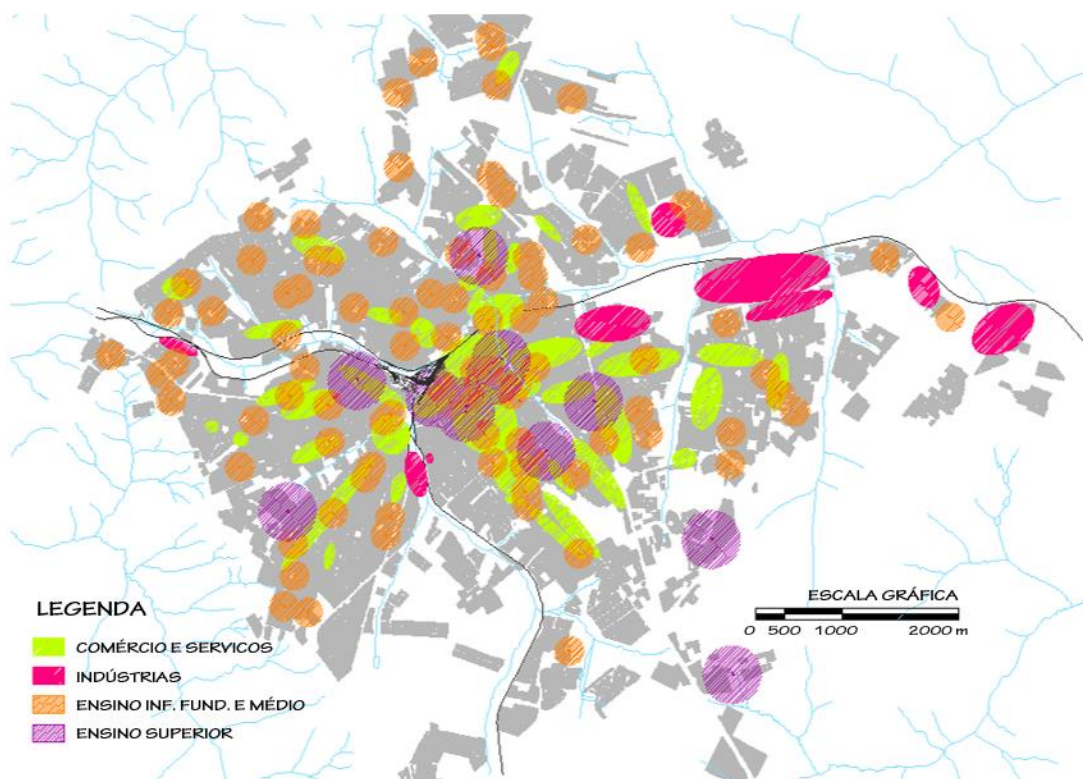 LEGENDA
COMÉRCIO E SERVICOS
INDÚSTRIAS
ENSINO INF. FUND. E MÉDIO
ENSINO SUPERIOR
ESCALA GRÁFICA
0 500 1000 2000 m